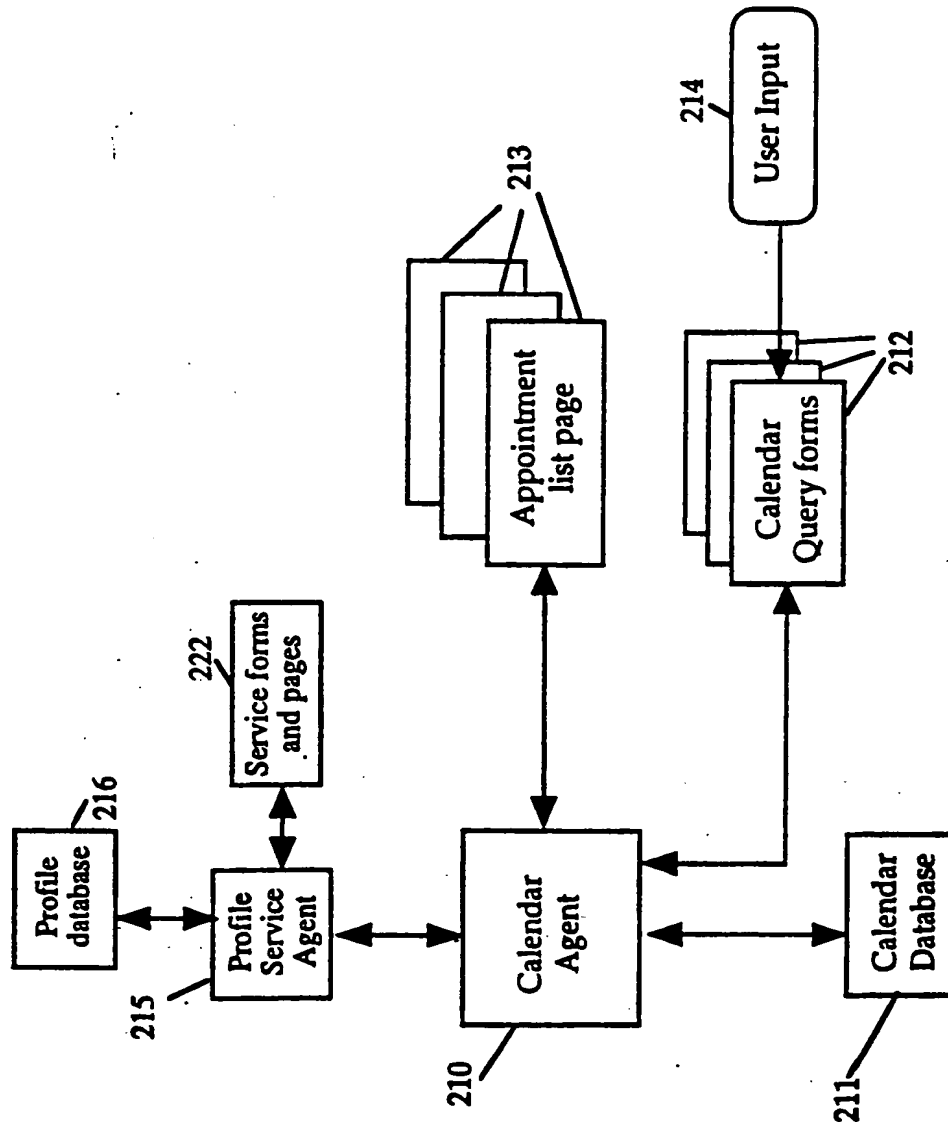 Profile
database
216
Profile
Service
Agent
215
Service forms
and pages
222
Calendar
Agent
210
Appointment
list page
213
Calendar
Database
211
Calendar
Query forms
212
User Input
214